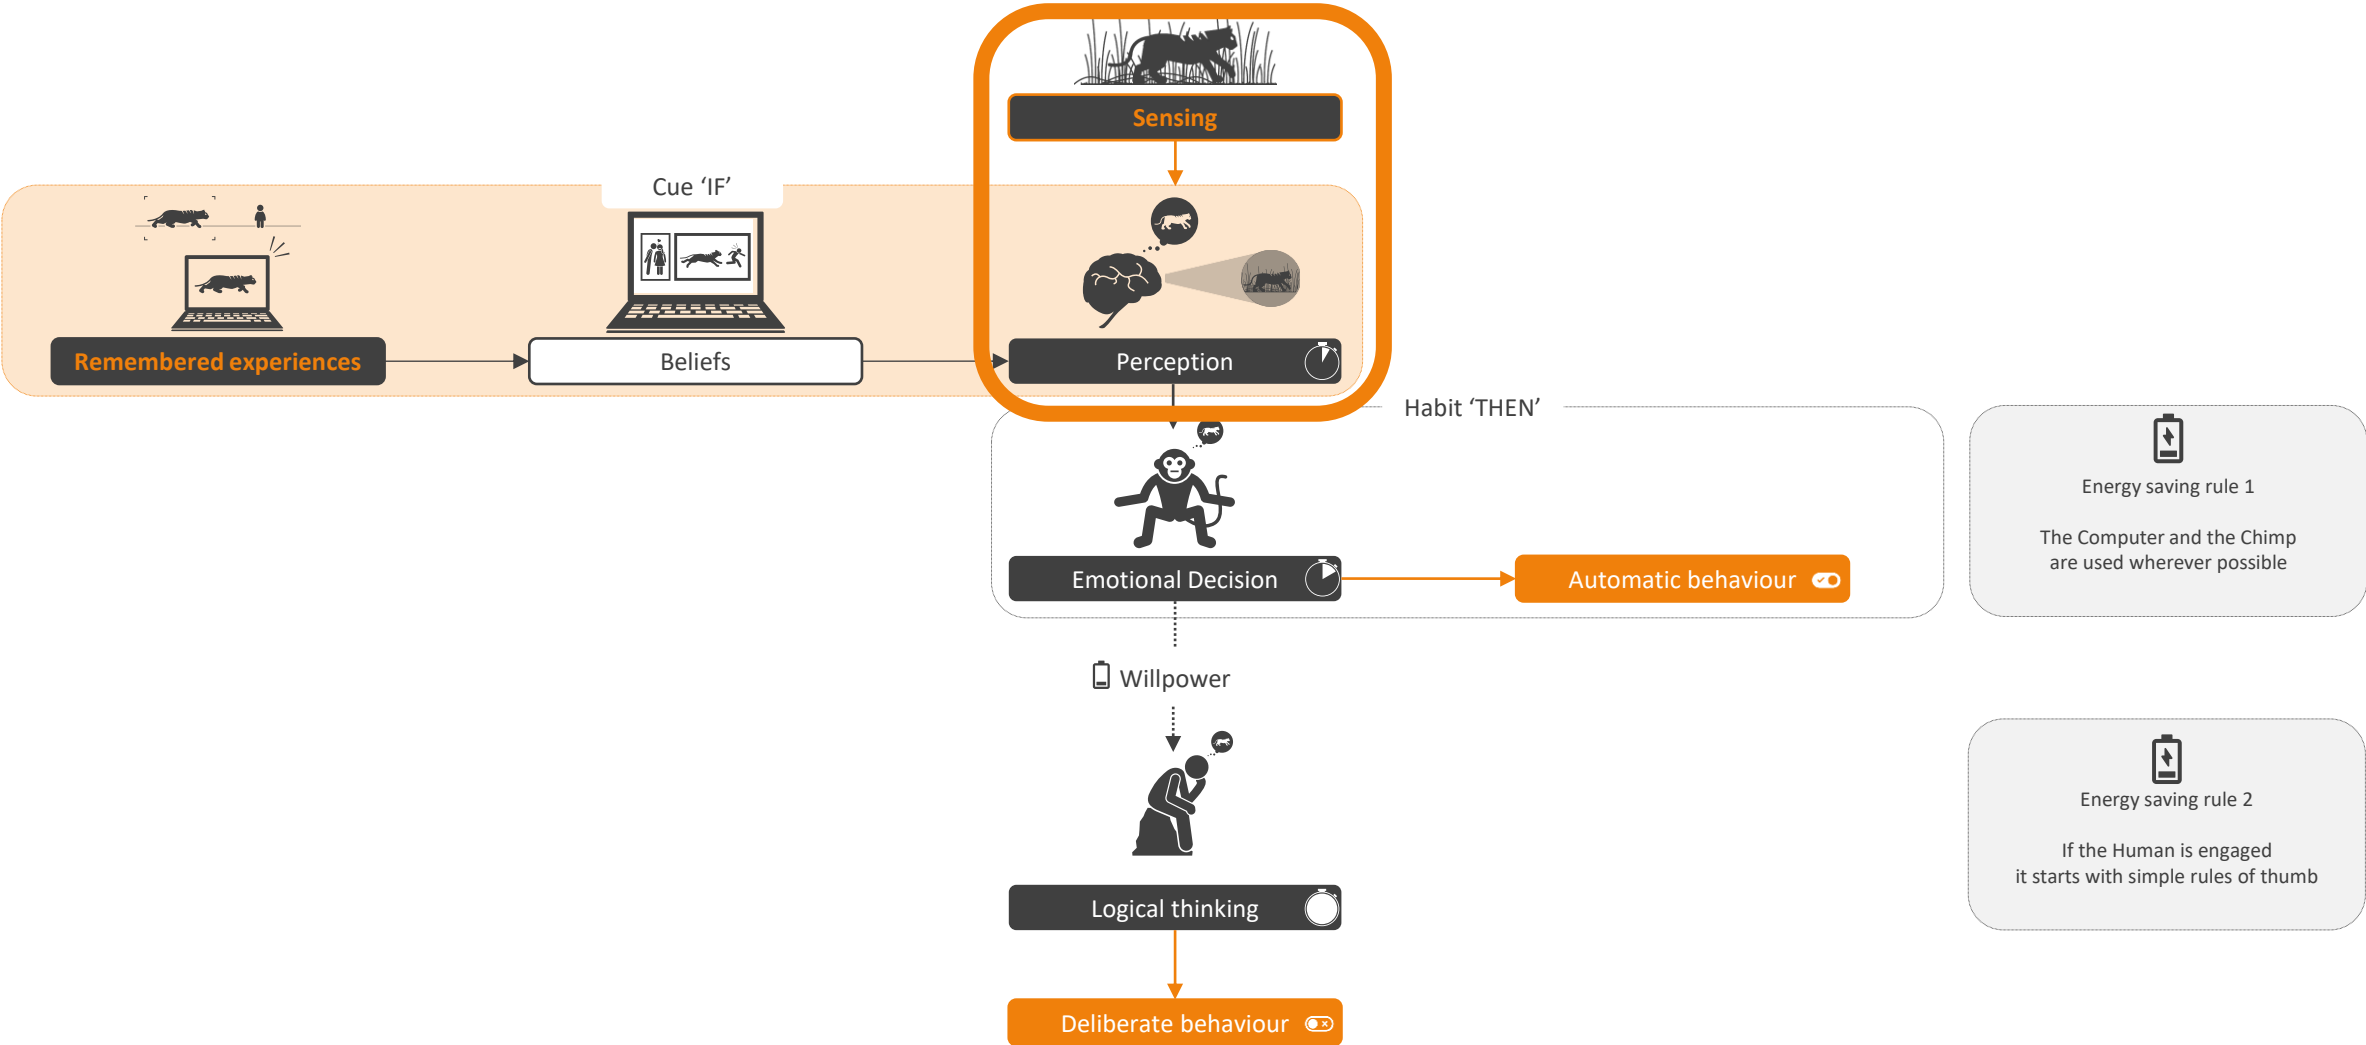 Sensing
Cue ‘IF’
Remembered experiences
Beliefs
Perception
Habit ‘THEN’
Emotional Decision
Automatic behaviour
Energy saving rule 1
The Computer and the Chimp
are used wherever possible
Willpower
Logical thinking
Energy saving rule 2
If the Human is engaged
it starts with simple rules of thumb
Deliberate behaviour